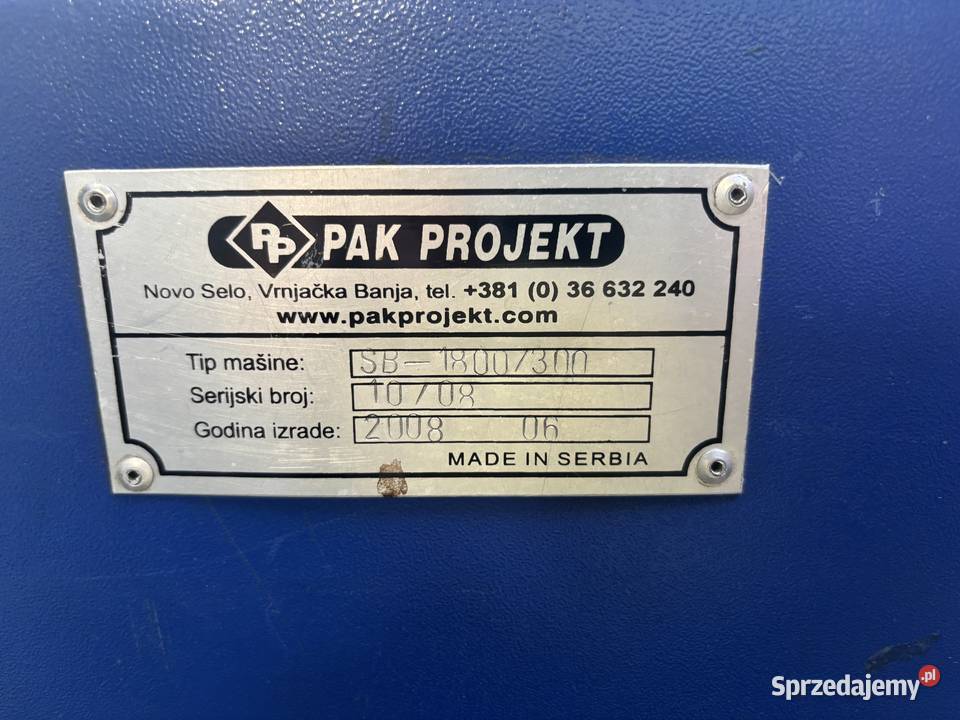 PP PAK PROJEKT
Novo Selo, Vrnjačka Banja, tel. +381 (0) 36 632 240
www.pakprojekt.com
Tip mašine: SB-1800/300
Serijski broj: 10/08
Godina izrade: 2008 06
MADE IN SERBIA
Sprzedajemy.pl